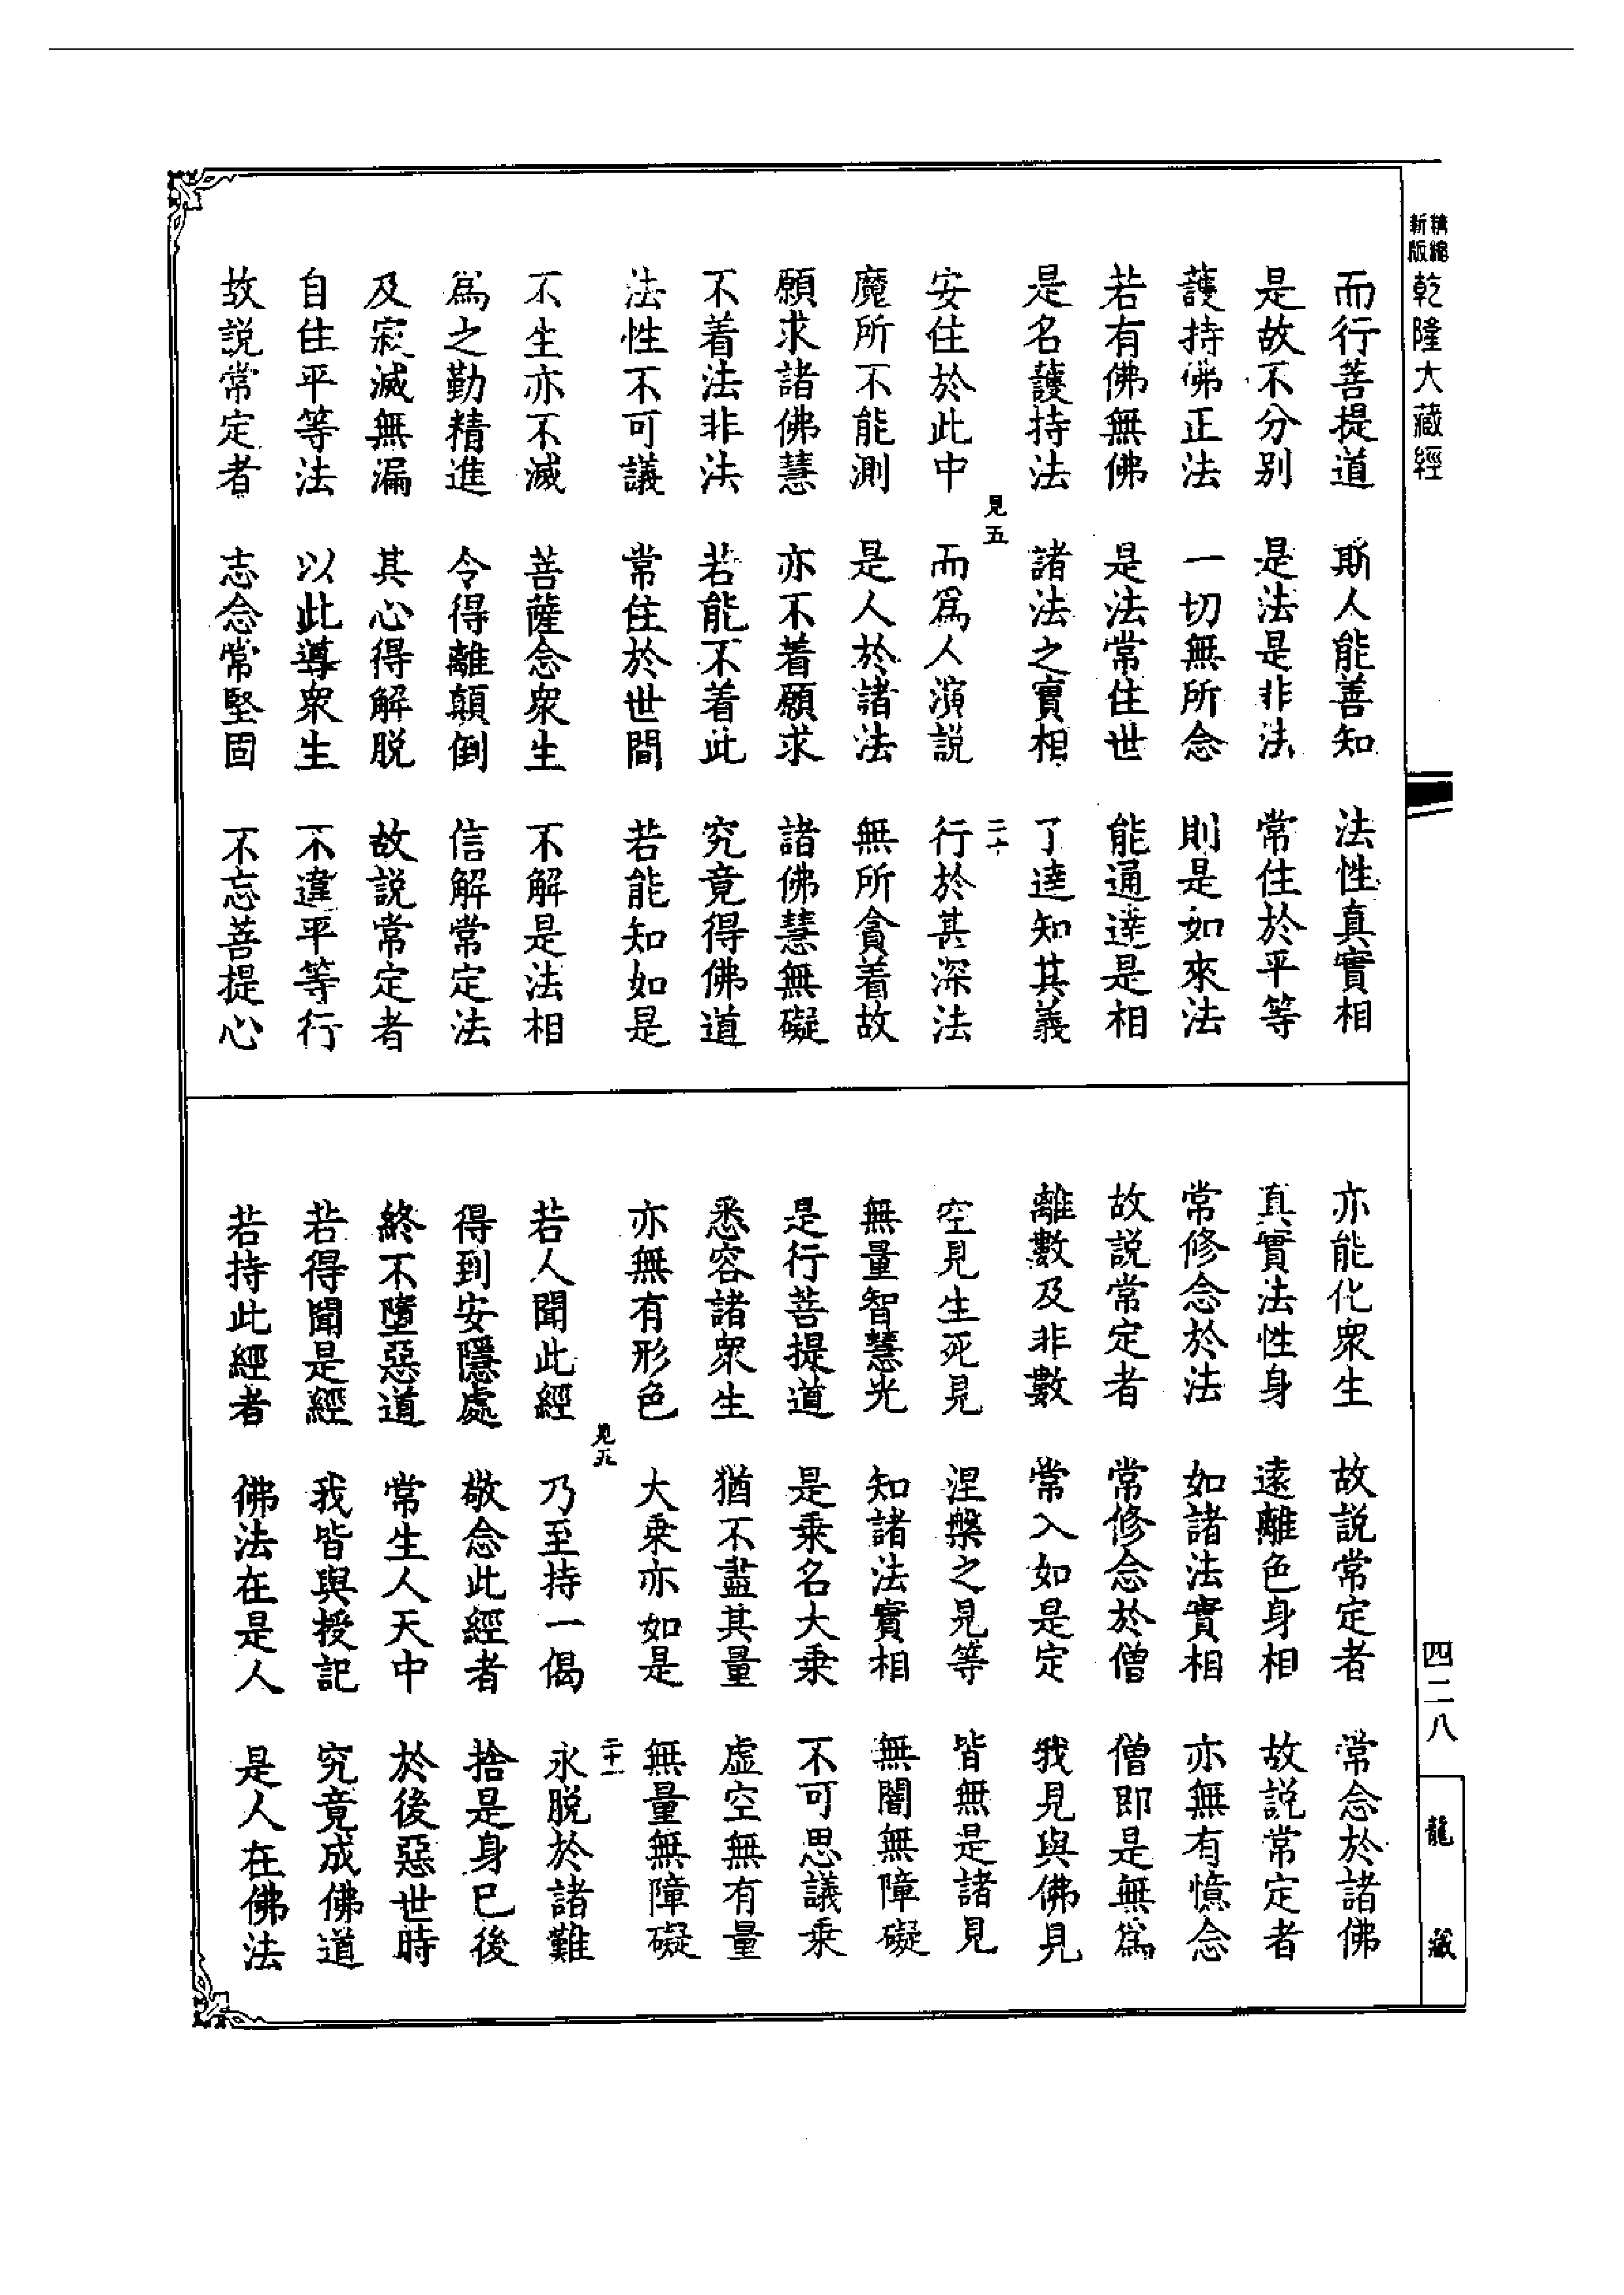 精縮新版 乾隆大藏經
而行菩提道 斯人能善知 法性真實相
是故不分别 是法是非法 常住於平等
護持佛正法 一切無所念 則是如來法
若有佛無佛 是法常住世 能通達是相
是名護持法 諸法之實相 了達知其義
見五 二十
安住於此中 而爲人演説 行於甚深法
魔所不能測 是人於諸法 無所貪着故
願求諸佛慧 亦不着願求 諸佛慧無礙
不着法非法 若能不着此 究竟得佛道
法性不可議 常住於世間 若能知如是
不生亦不滅 菩薩念衆生 不解是法相
爲之勤精進 令得離顛倒 信解常定法
及寂滅無漏 其心得解脱 故説常定者
自住平等法 以此導衆生 不違平等行
故説常定者 志念常堅固 不忘菩提心
亦能化衆生 故説常定者 常念於諸佛
真實法性身 遠離色身相 故説常定者
常修念於法 如諸法實相 亦無有憶念
故説常定者 常修念於僧 僧即是無爲
離數及非數 常入如是定 我見與佛見
空見生死見 涅槃之見等 皆無是諸見
無量智慧光 知諸法實相 無闇無障礙
是行菩提道 是乗名大乗 不可思議乗
悉容諸衆生 猶不盡其量 虚空無有量
亦無有形色 大乗亦如是 無量無障礙
見五 二十一
若人聞此經 乃至持一偈 永脱於諸難
得到安隱處 敬念此經者 捨是身已後
終不墮惡道 常生人天中 於後惡世時
若得聞是經 我皆與授記 究竟成佛道
若持此經者 佛法在是人 是人在佛法
四二八
龍藏